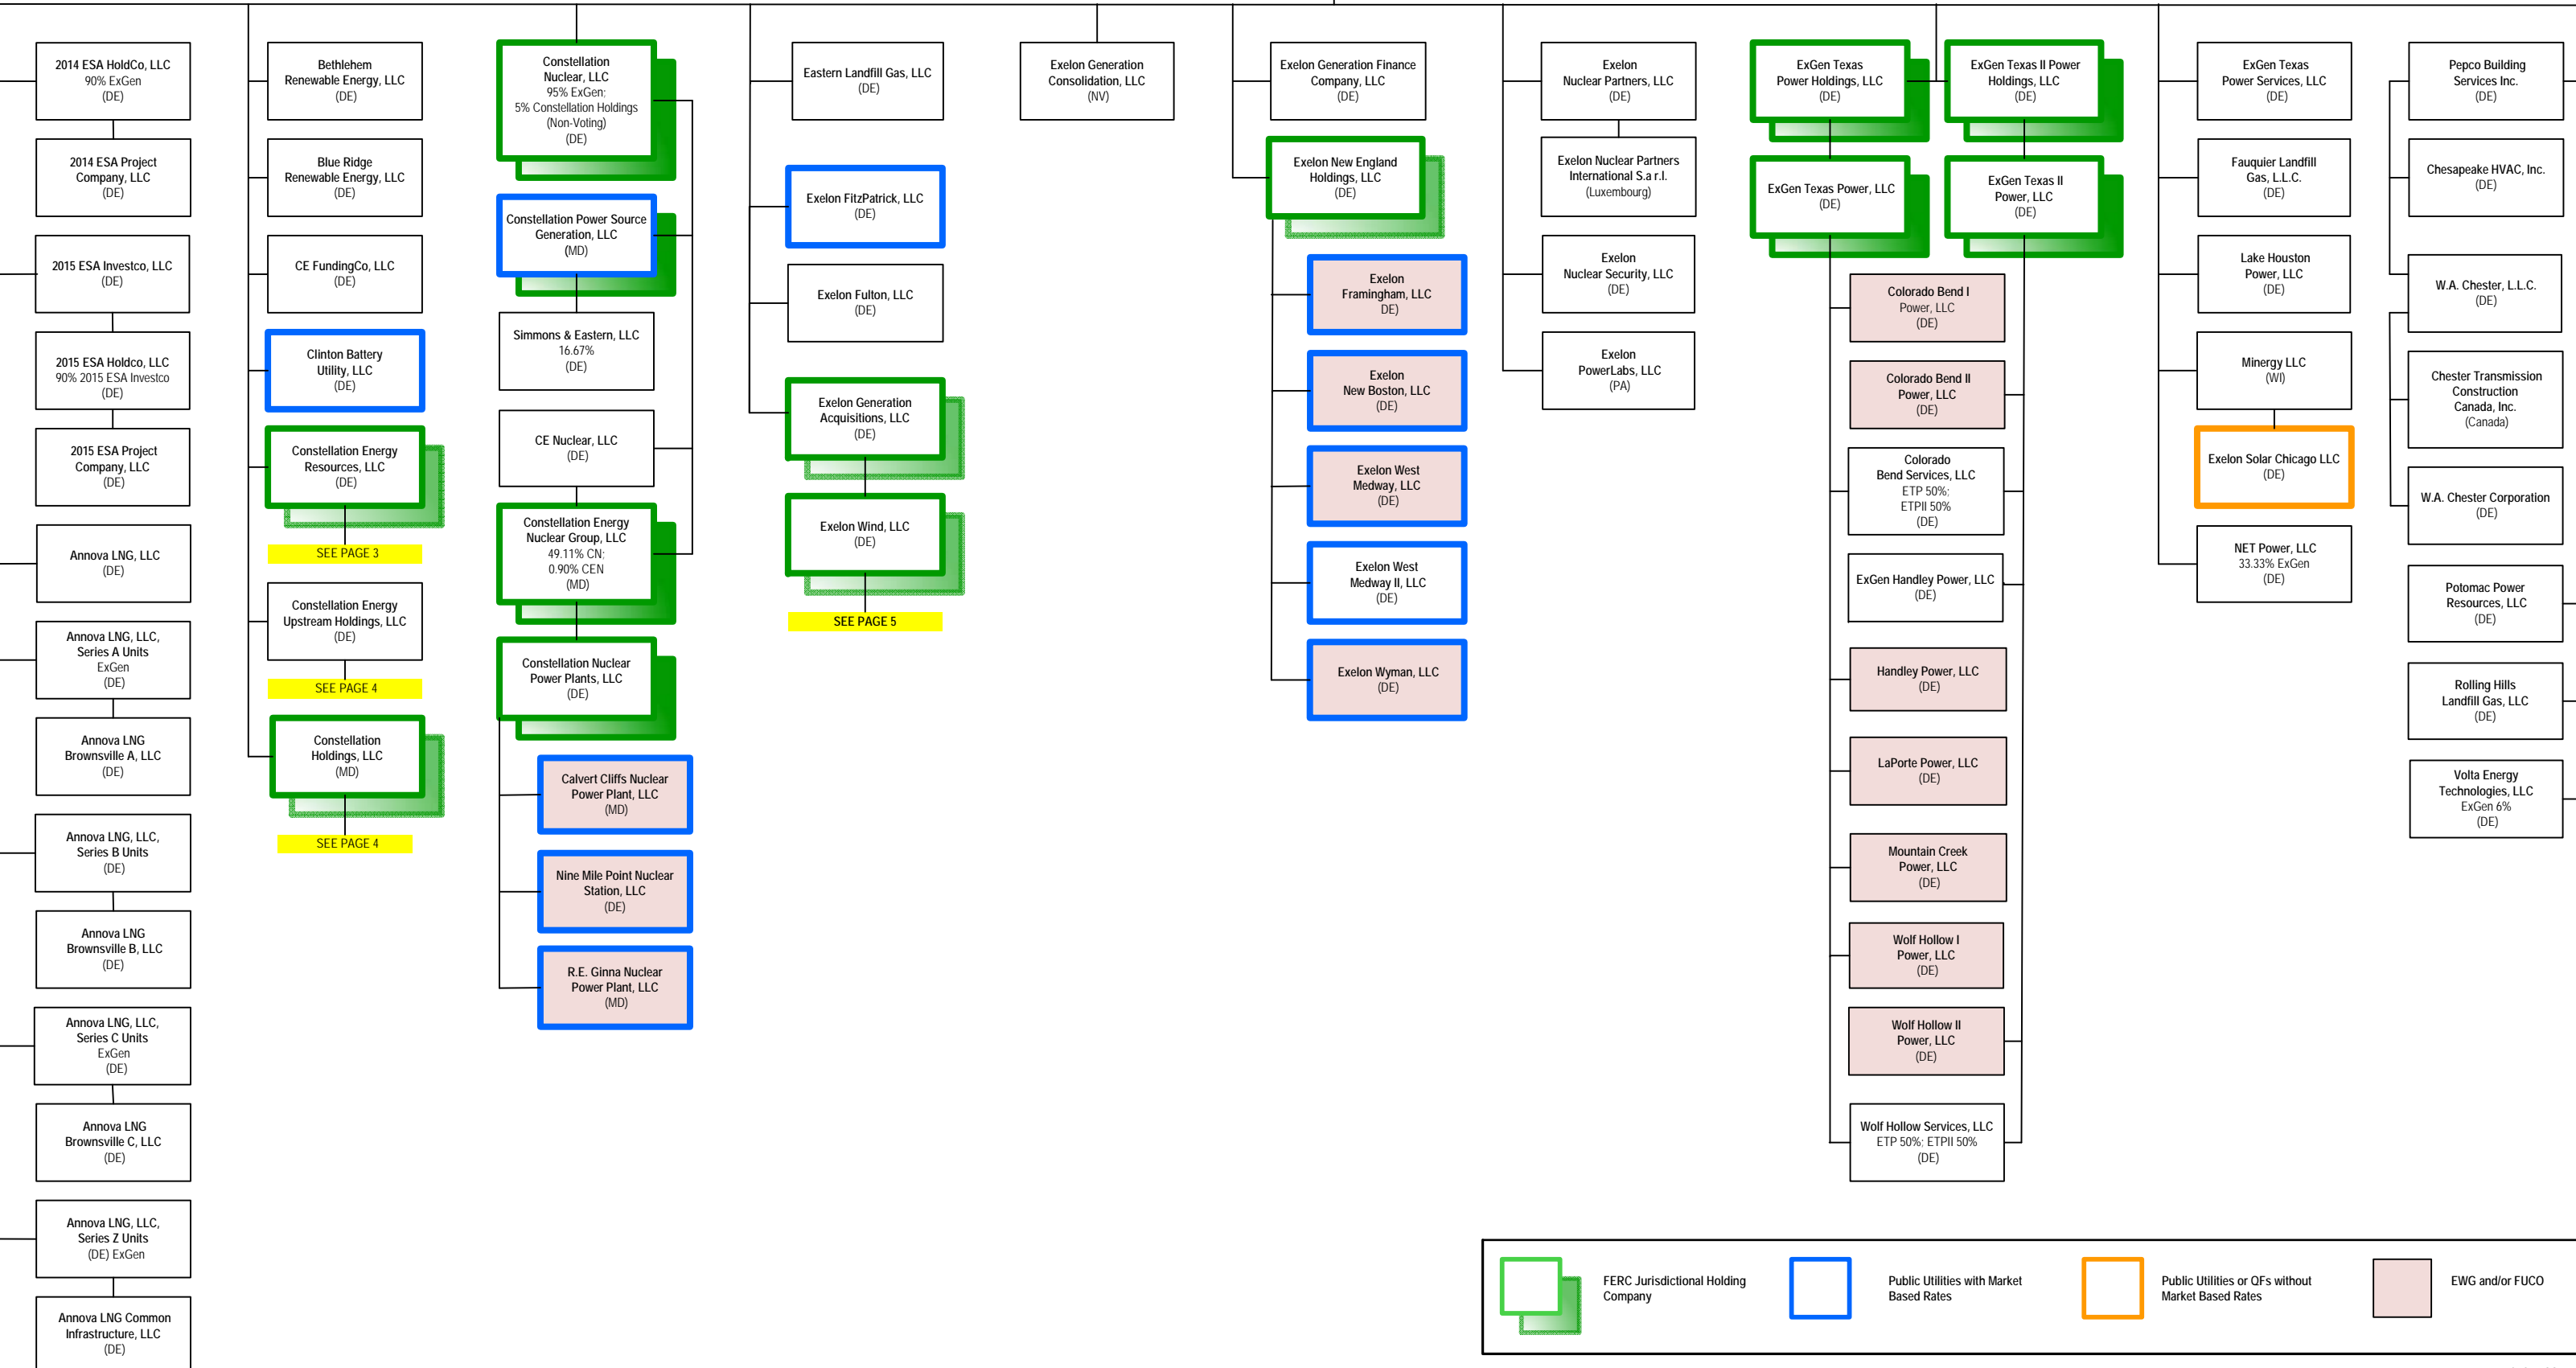 2014 ESA HoldCo, LLC
90% ExGen
(DE)
2014 ESA Project
Company, LLC
(DE)
2015 ESA Investco, LLC
(DE)
2015 ESA Holdco, LLC
90% 2015 ESA Investco
(DE)
2015 ESA Project
Company, LLC
(DE)
Annova LNG, LLC
(DE)
Annova LNG, LLC,
Series A Units
ExGen
(DE)
Annova LNG
Brownsville A, LLC
(DE)
Annova LNG, LLC,
Series B Units
(DE)
Annova LNG
Brownsville B, LLC
(DE)
Annova LNG, LLC,
Series C Units
ExGen
(DE)
Annova LNG
Brownsville C, LLC
(DE)
Annova LNG, LLC,
Series Z Units
(DE) ExGen
Annova LNG Common
Infrastructure, LLC
(DE)
Bethlehem
Renewable Energy, LLC
(DE)
Blue Ridge
Renewable Energy, LLC
(DE)
CE FundingCo, LLC
(DE)
Clinton Battery
Utility, LLC
(DE)
Constellation Energy
Resources, LLC
(DE)
SEE PAGE 3
Constellation Energy
Upstream Holdings, LLC
(DE)
SEE PAGE 4
Constellation
Holdings, LLC
(MD)
SEE PAGE 4
Constellation
Nuclear, LLC
95% ExGen;
5% Constellation Holdings
(Non-Voting)
(DE)
Constellation Power Source
Generation, LLC
(MD)
Simmons & Eastern, LLC
16.67%
(DE)
CE Nuclear, LLC
(DE)
Constellation Energy
Nuclear Group, LLC
49.11% CN;
0.90% CEN
(MD)
Constellation Nuclear
Power Plants, LLC
(DE)
Calvert Cliffs Nuclear
Power Plant, LLC
(MD)
Nine Mile Point Nuclear
Station, LLC
(DE)
R.E. Ginna Nuclear
Power Plant, LLC
(MD)
Eastern Landfill Gas, LLC
(DE)
Exelon FitzPatrick, LLC
(DE)
Exelon Fulton, LLC
(DE)
Exelon Generation
Acquisitions, LLC
(DE)
Exelon Wind, LLC
(DE)
SEE PAGE 5
Exelon Generation
Consolidation, LLC
(NV)
Exelon Generation Finance
Company, LLC
(DE)
Exelon New England
Holdings, LLC
(DE)
Exelon
Framingham, LLC
DE)
Exelon
New Boston, LLC
(DE)
Exelon West
Medway, LLC
(DE)
Exelon West
Medway II, LLC
(DE)
Exelon Wyman, LLC
(DE)
Exelon
Nuclear Partners, LLC
(DE)
Exelon Nuclear Partners
International S.a r.l.
(Luxembourg)
Exelon
Nuclear Security, LLC
(DE)
Exelon
PowerLabs, LLC
(PA)
ExGen Texas
Power Holdings, LLC
(DE)
ExGen Texas II Power
Holdings, LLC
(DE)
ExGen Texas Power, LLC
(DE)
ExGen Texas II
Power, LLC
(DE)
Colorado Bend I
Power, LLC
(DE)
Colorado Bend II
Power, LLC
(DE)
Colorado
Bend Services, LLC
ETP 50%;
ETPII 50%
(DE)
ExGen Handley Power, LLC
(DE)
Handley Power, LLC
(DE)
LaPorte Power, LLC
(DE)
Mountain Creek
Power, LLC
(DE)
Wolf Hollow I
Power, LLC
(DE)
Wolf Hollow II
Power, LLC
(DE)
Wolf Hollow Services, LLC
ETP 50%; ETPII 50%
(DE)
ExGen Texas
Power Services, LLC
(DE)
Fauquier Landfill
Gas, L.L.C.
(DE)
Lake Houston
Power, LLC
(DE)
Minergy LLC
(WI)
Exelon Solar Chicago LLC
(DE)
NET Power, LLC
33.33% ExGen
(DE)
Pepco Building
Services Inc.
(DE)
Chesapeake HVAC, Inc.
(DE)
W.A. Chester, L.L.C.
(DE)
Chester Transmission
Construction
Canada, Inc.
(Canada)
W.A. Chester Corporation
(DE)
Potomac Power
Resources, LLC
(DE)
Rolling Hills
Landfill Gas, LLC
(DE)
Volta Energy
Technologies, LLC
ExGen 6%
(DE)
FERC Jurisdictional Holding
Company
Public Utilities with Market
Based Rates
Public Utilities or QFs without
Market Based Rates
EWG and/or FUCO